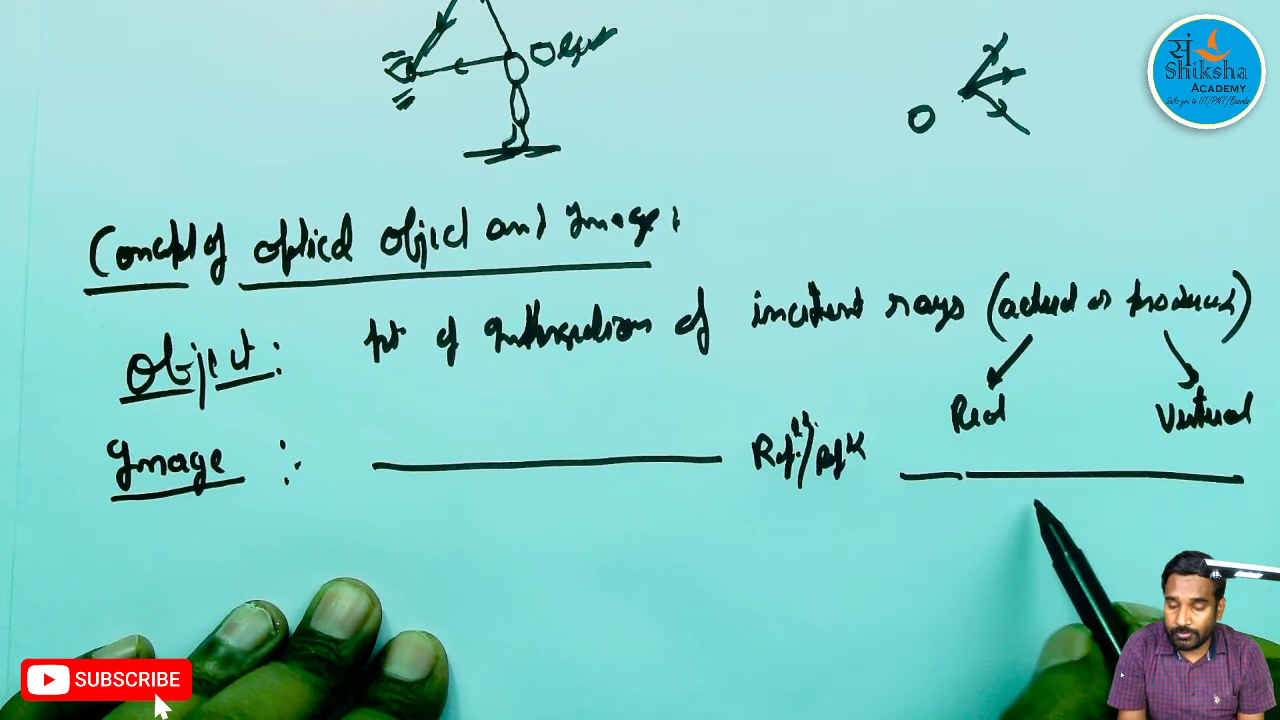 Object
सं
Shiksha
ACADEMY
O
Concept of optical object and Image:
Object: pt of intersection of incident rays (actual or produced)
Real Virtual
Image : Refl/Refr
SUBSCRIBE